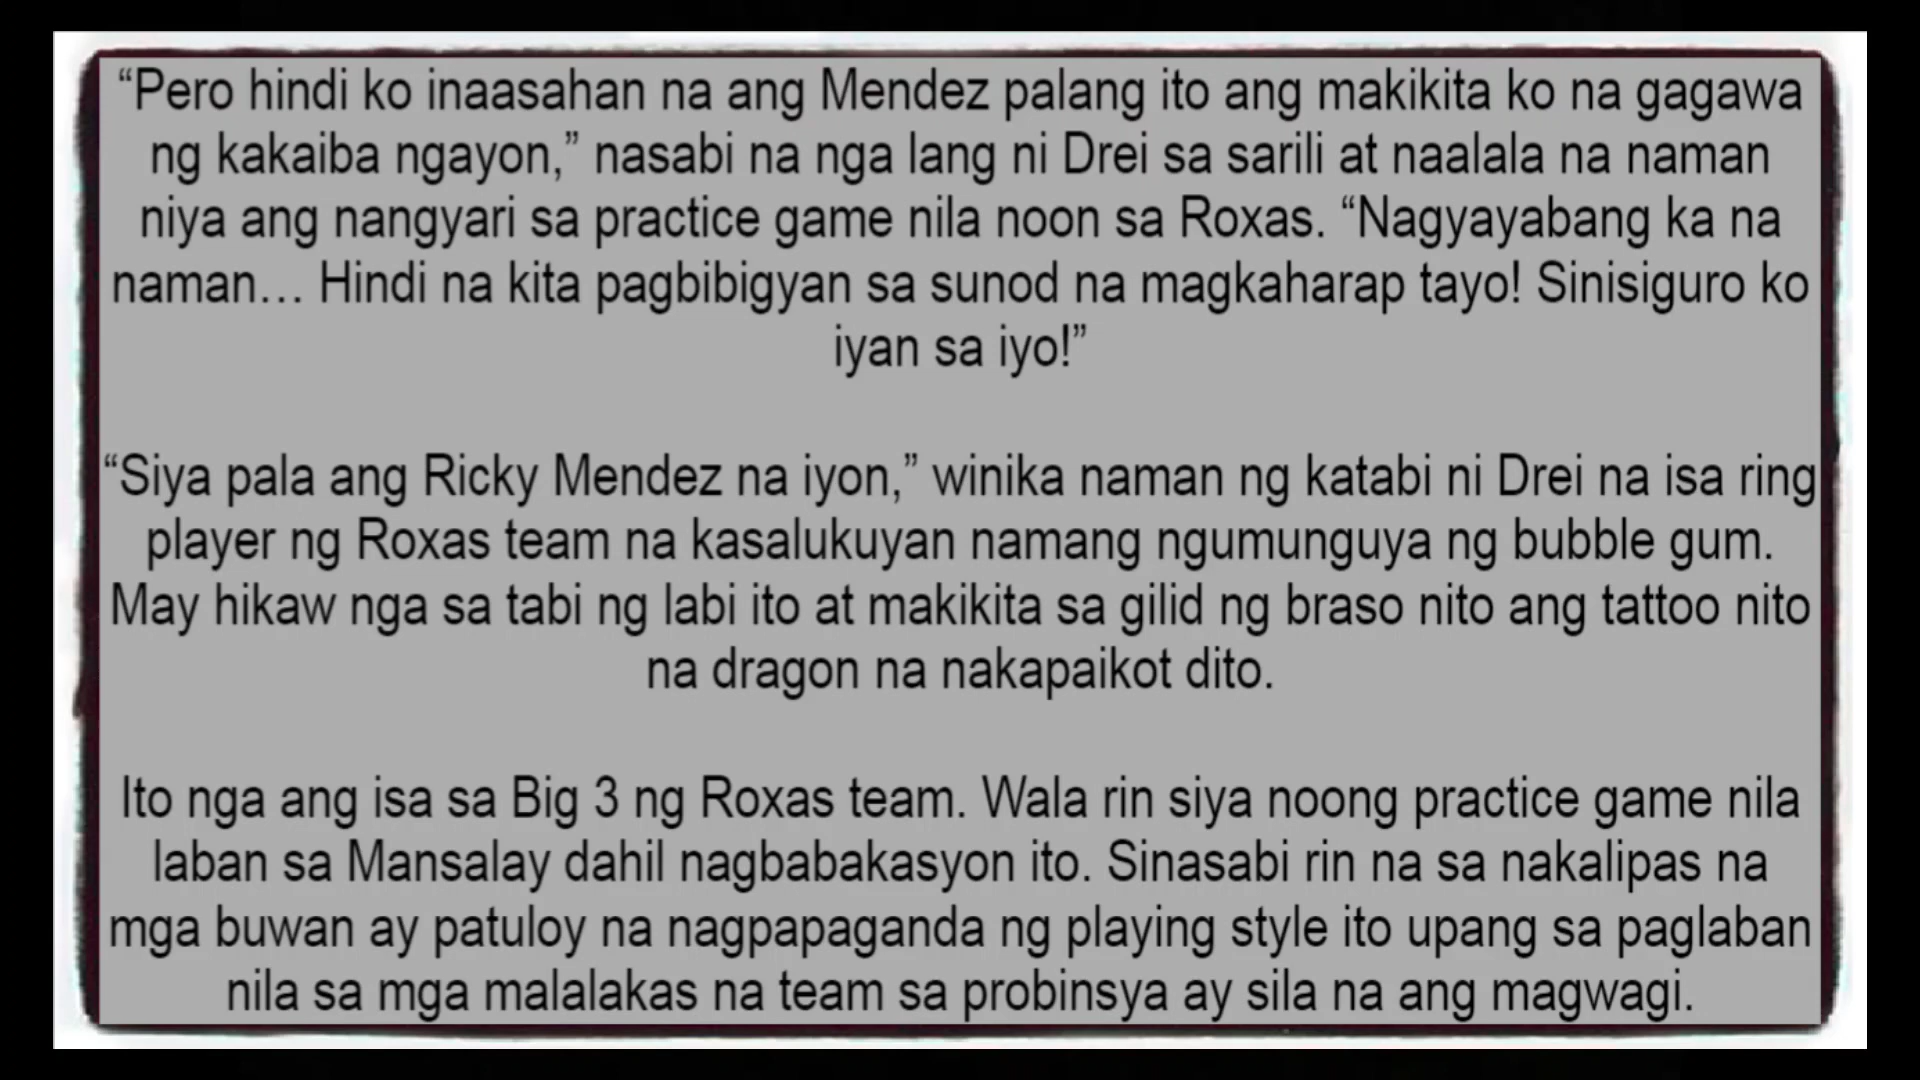 “Pero hindi ko inaasahan na ang Mendez palang ito ang makikita ko na gagawa
ng kakaiba ngayon,” nasabi na nga lang ni Drei sa sarili at naalala na naman
niya ang nangyari sa practice game nila noon sa Roxas. “Nagyayabang ka na
naman… Hindi na kita pagbibigyan sa sunod na magkaharap tayo! Sinisiguro ko
iyan sa iyo!”
“Siya pala ang Ricky Mendez na iyon,” winika naman ng katabi ni Drei na isa ring
player ng Roxas team na kasalukuyan namang ngumunguya ng bubble gum.
May hikaw nga sa tabi ng labi ito at makikita sa gilid ng braso nito ang tattoo nito
na dragon na nakapaikot dito.
Ito nga ang isa sa Big 3 ng Roxas team. Wala rin siya noong practice game nila
laban sa Mansalay dahil nagbabakasyon ito. Sinasabi rin na sa nakalipas na
mga buwan ay patuloy na nagpapaganda ng playing style ito upang sa paglaban
nila sa mga malalakas na team sa probinsya ay sila na ang magwagi.